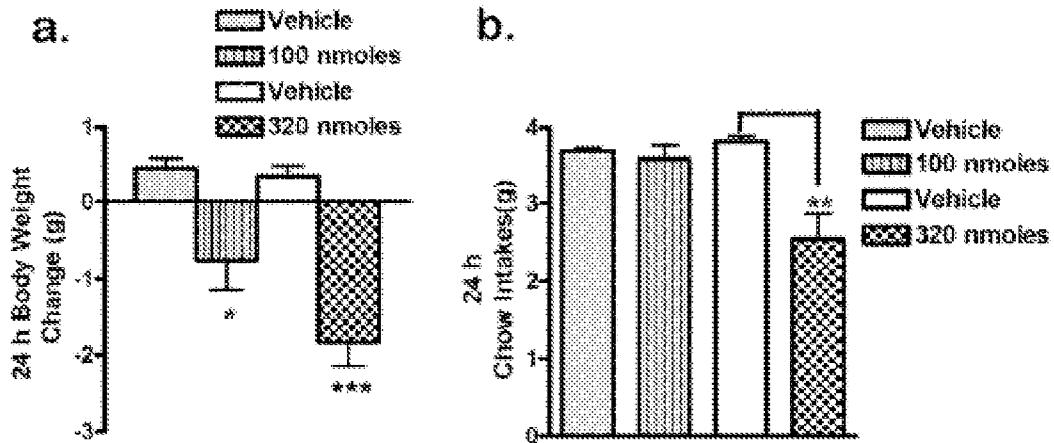 a.
Vehicle
100 nmoles
Vehicle
320 nmoles
24 h Body Weight
Change (g)
1
0
-1
-2
-3
*
***
b.
Vehicle
100 nmoles
Vehicle
320 nmoles
24 h
Chow Intakes(g)
4
3
2
1
0
**